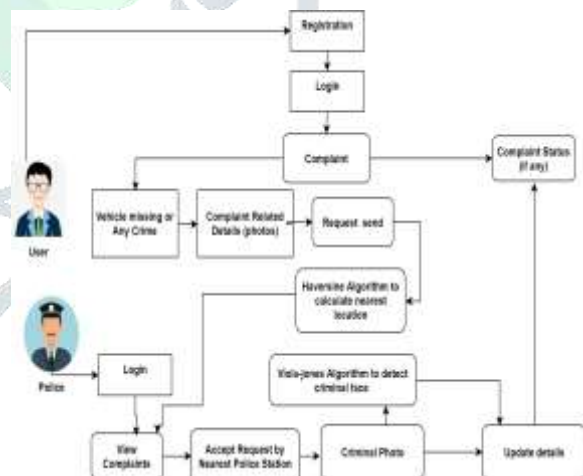 Registration
Login
Complaint
Complaint Status
(if any)
Vehicle missing or
Any Crime
Complaint Related
Details (photos)
Request send
User
Haversine Algorithm to
calculate nearest
location
Police
Login
Viola-jones Algorithm to detect
criminal face
View
Complaints
Accept Request by
Nearest Police Station
Criminal Photo
Update details